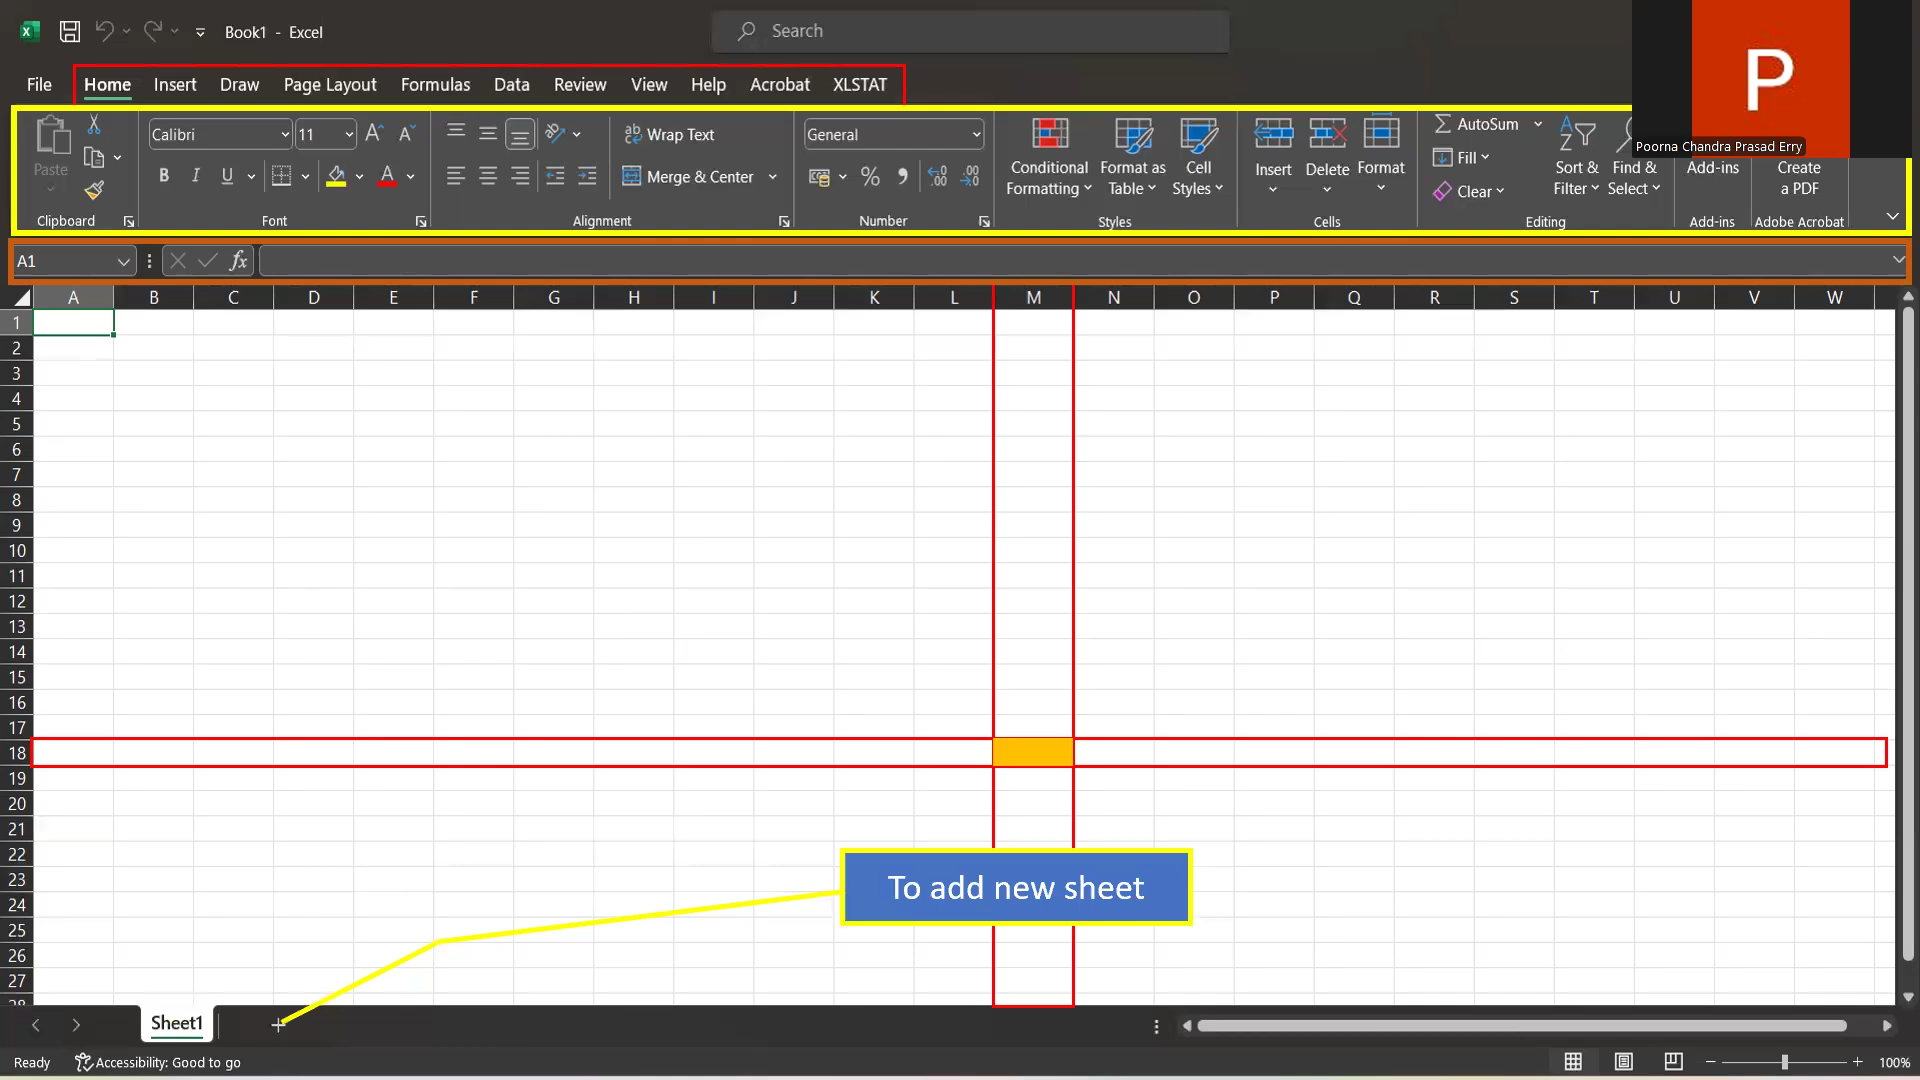 Book1 - Excel
Search
P
Poorna Chandra Prasad Erry
File Home Insert Draw Page Layout Formulas Data Review View Help Acrobat XLSTAT
Paste
Calibri 11
B I U A
ab Wrap Text
Merge & Center
General
%
Conditional Formatting
Format as Table
Cell Styles
Insert Delete Format
AutoSum
Fill
Clear
Sort & Filter
Find & Select
Add-ins
Create a PDF
Clipboard Font Alignment Number Styles Cells Editing Add-ins Adobe Acrobat
A1 fx
A B C D E F G H I J K L M N O P Q R S T U V W
1
2
3
4
5
6
7
8
9
10
11
12
13
14
15
16
17
18
19
20
21
22
23
24
25
26
27
28
To add new sheet
Sheet1
Ready Accessibility: Good to go 100%